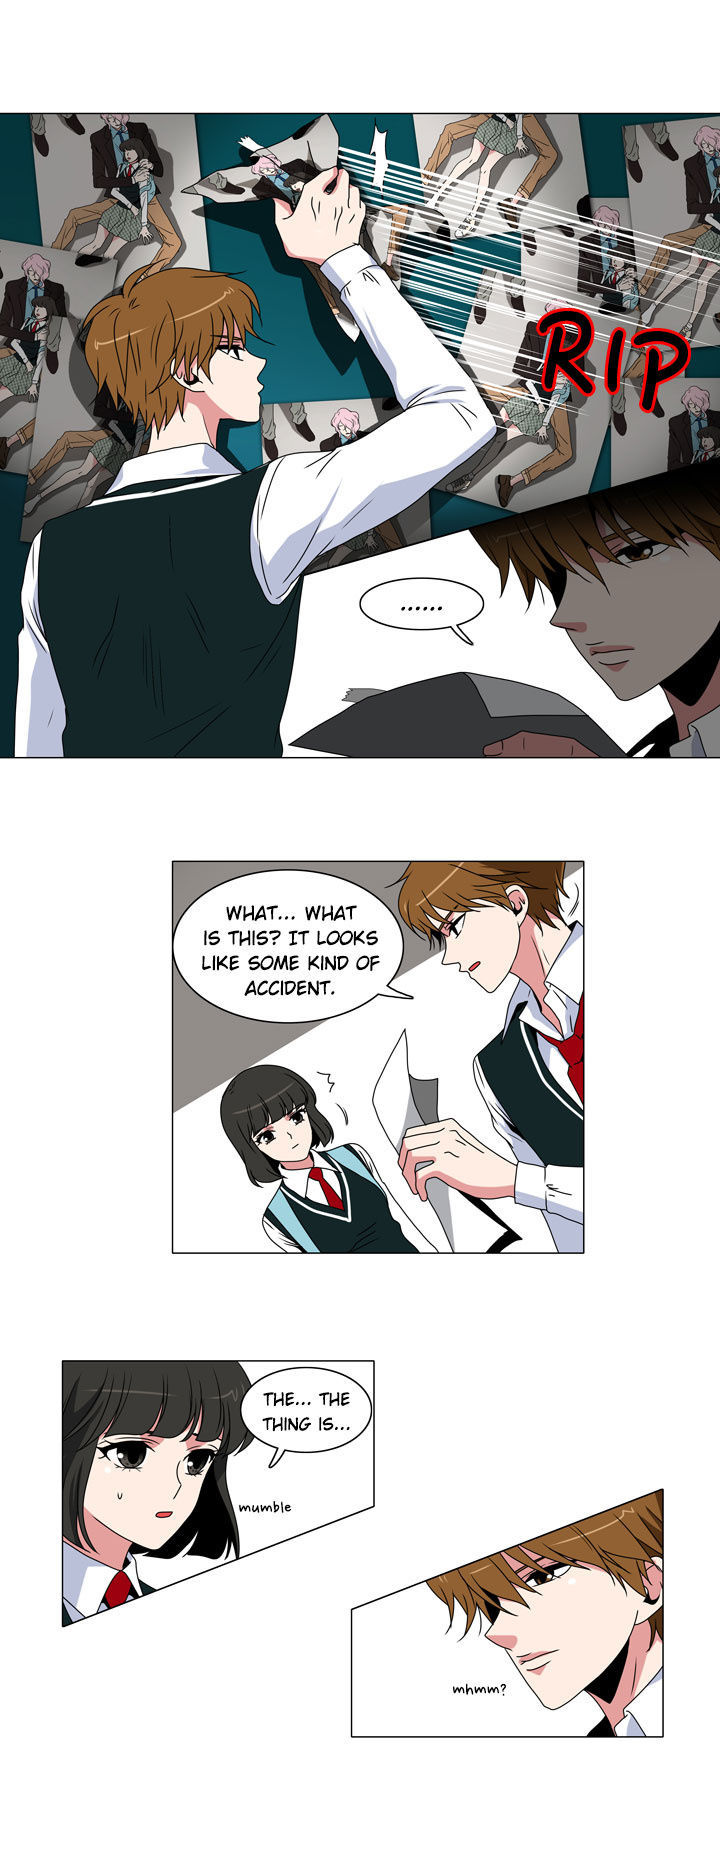 RIP
......
WHAT... WHAT
IS THIS? IT LOOKS
LIKE SOME KIND OF
ACCIDENT.
THE... THE
THING IS...
mumble
mhmm?